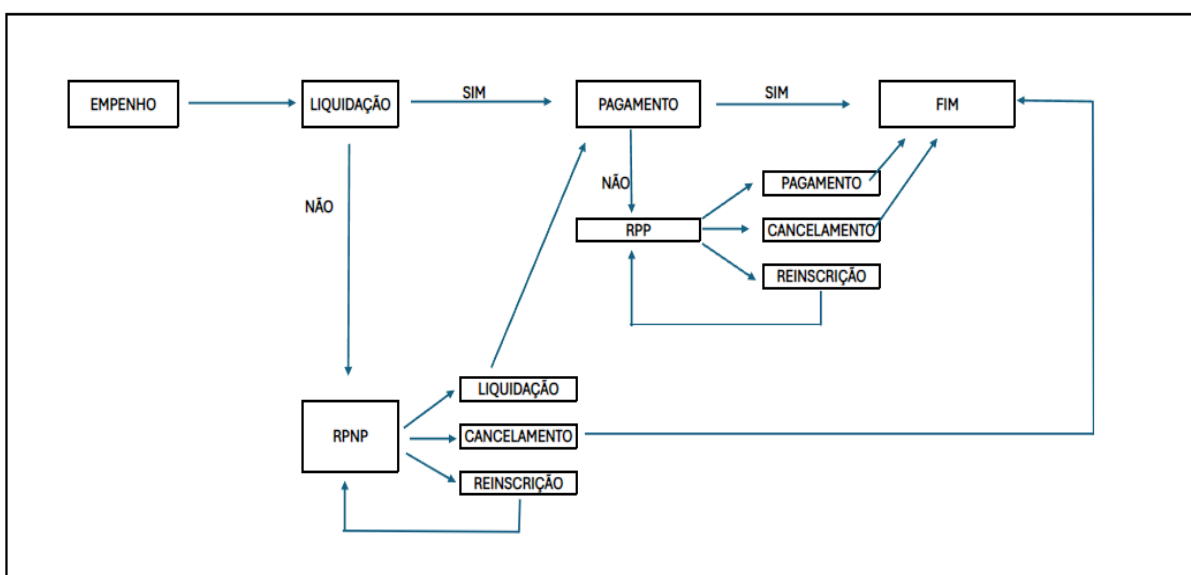 EMPENHO
LIQUIDAÇÃO
SIM
PAGAMENTO
SIM
FIM
NÃO
NÃO
RPP
PAGAMENTO
CANCELAMENTO
REINSCRIÇÃO
RPNP
LIQUIDAÇÃO
CANCELAMENTO
REINSCRIÇÃO